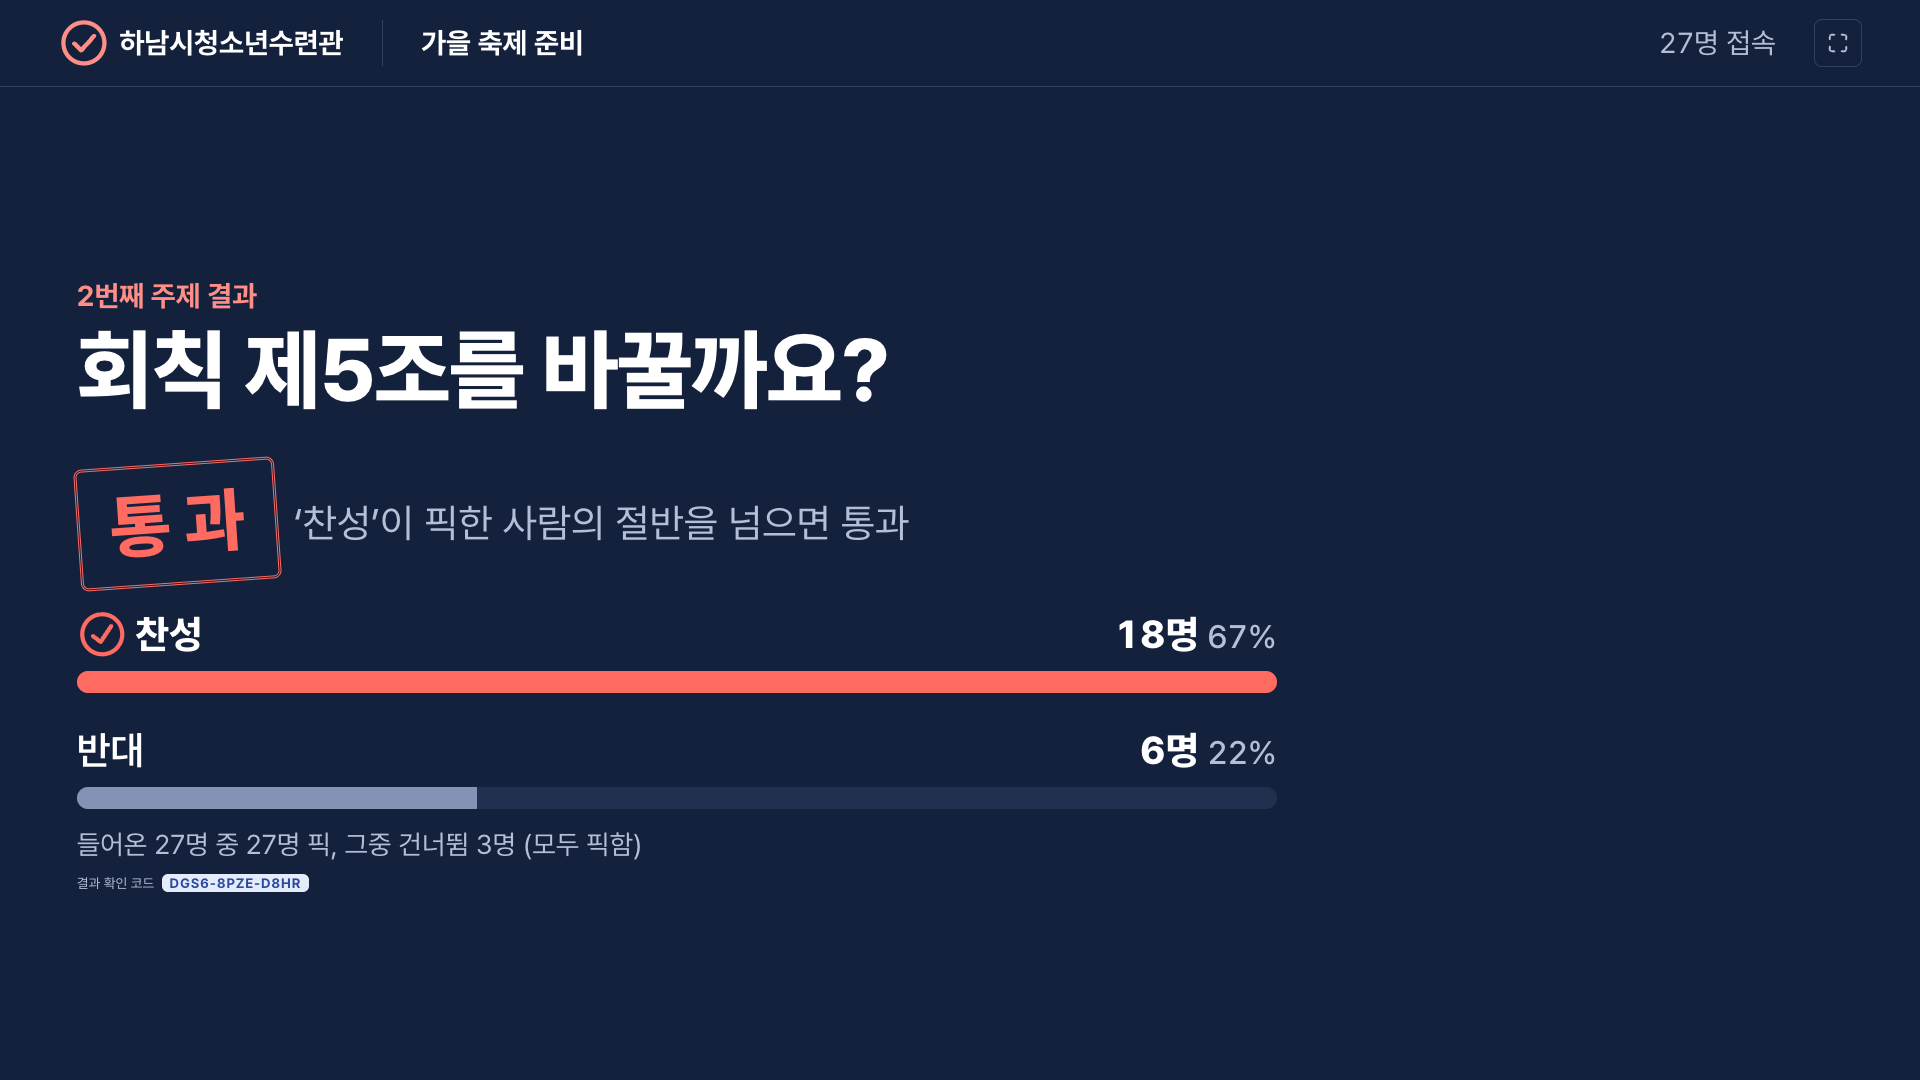 하남시청소년수련관
가을 축제 준비
27명 접속
2번째 주제 결과
회칙 제5조를 바꿀까요?
통과
‘찬성’이 픽한 사람의 절반을 넘으면 통과
찬성
18명 67%
반대
6명 22%
들어온 27명 중 27명 픽, 그중 건너뜀 3명 (모두 픽함)
결과 확인 코드 DGS6-8PZE-D8HR